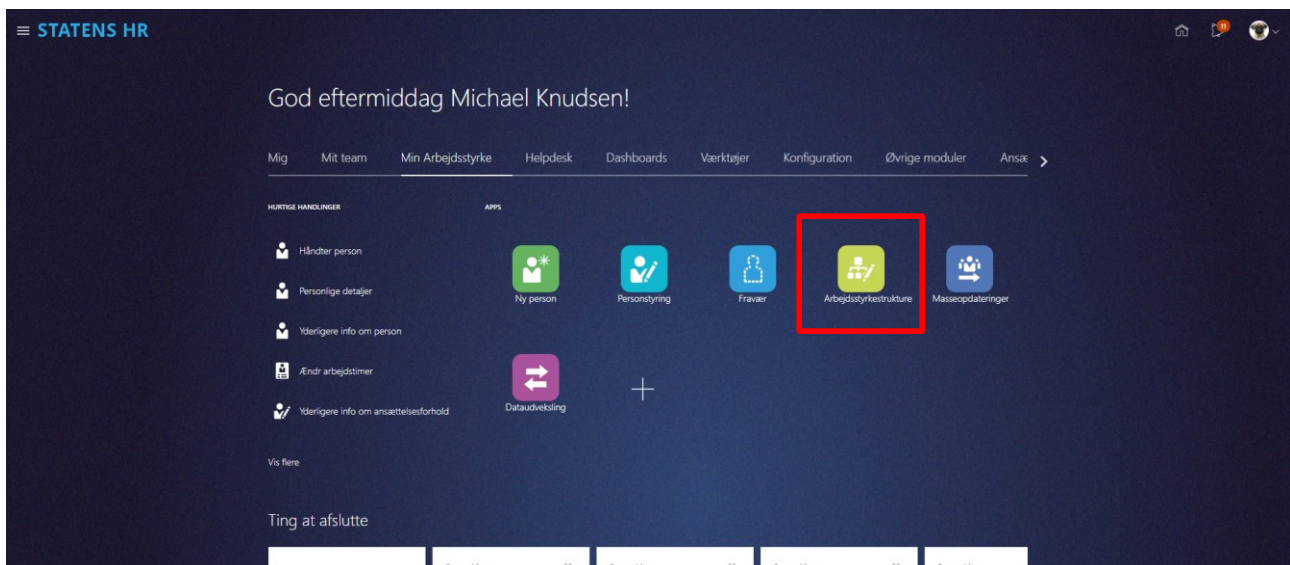 STATENS HR
11
God eftermiddag Michael Knudsen!
Mig Mit team Min Arbejdsstyrke Helpdesk Dashboards Værktøjer Konfiguration Øvrige moduler Ansæ
HURTIGE HANDLINGER
Håndter person
Personlige detaljer
Yderligere info om person
Ændr arbejdstimer
Yderligere info om ansættelsesforhold
Vis flere
APPS
Ny person
Personstyring
Fravær
Arbejdsstyrkestrukture
Masseopdateringer
Dataudveksling
Ting at afslutte